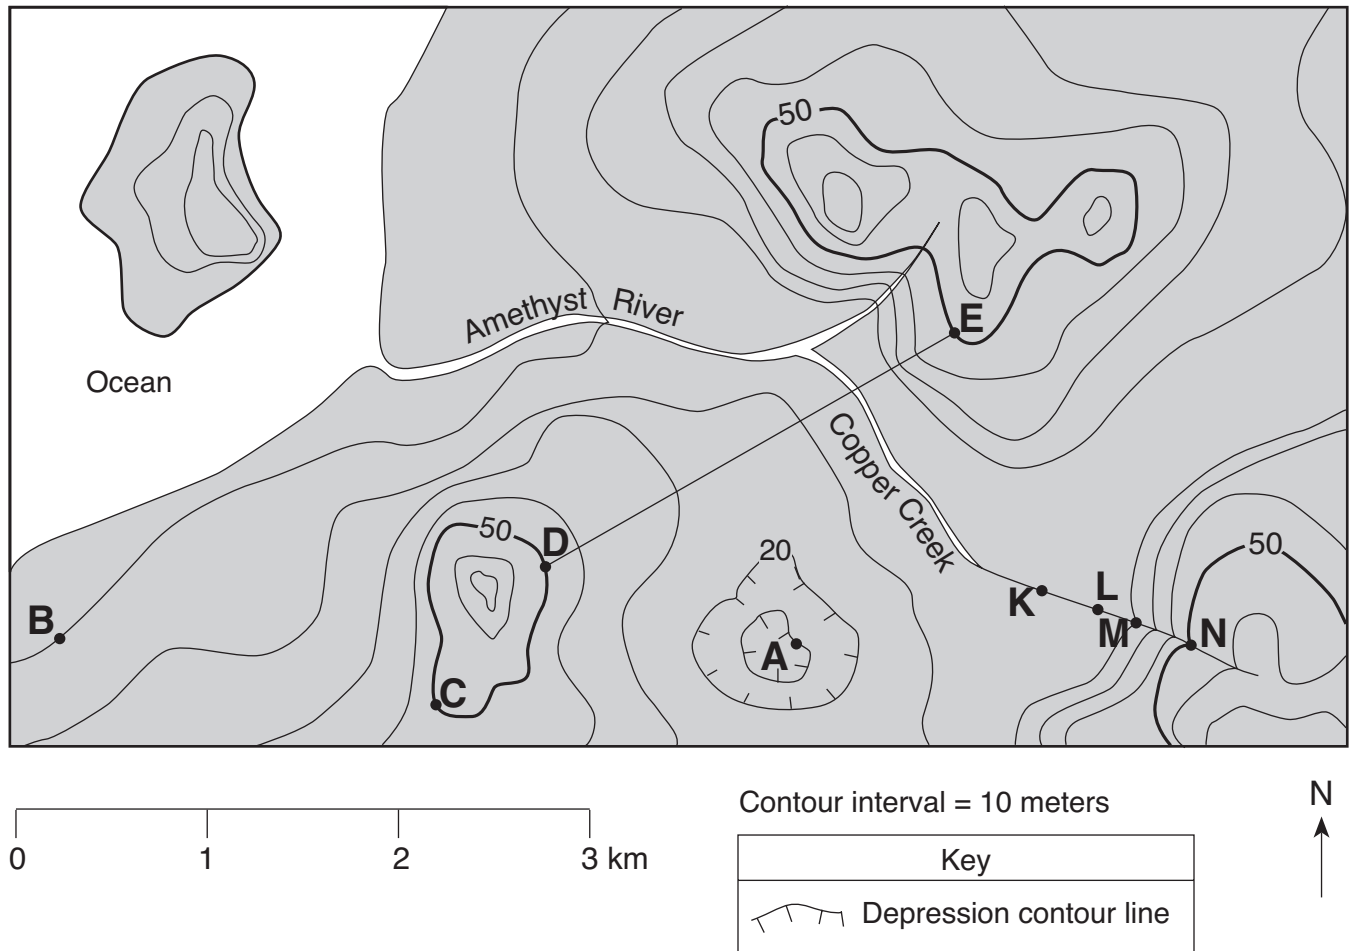 50
Amethyst River
E
Ocean
Copper Creek
50
D
20
50
B
K
L
M
N
A
C
0 1 2 3 km
Contour interval = 10 meters
N
Key
Depression contour line